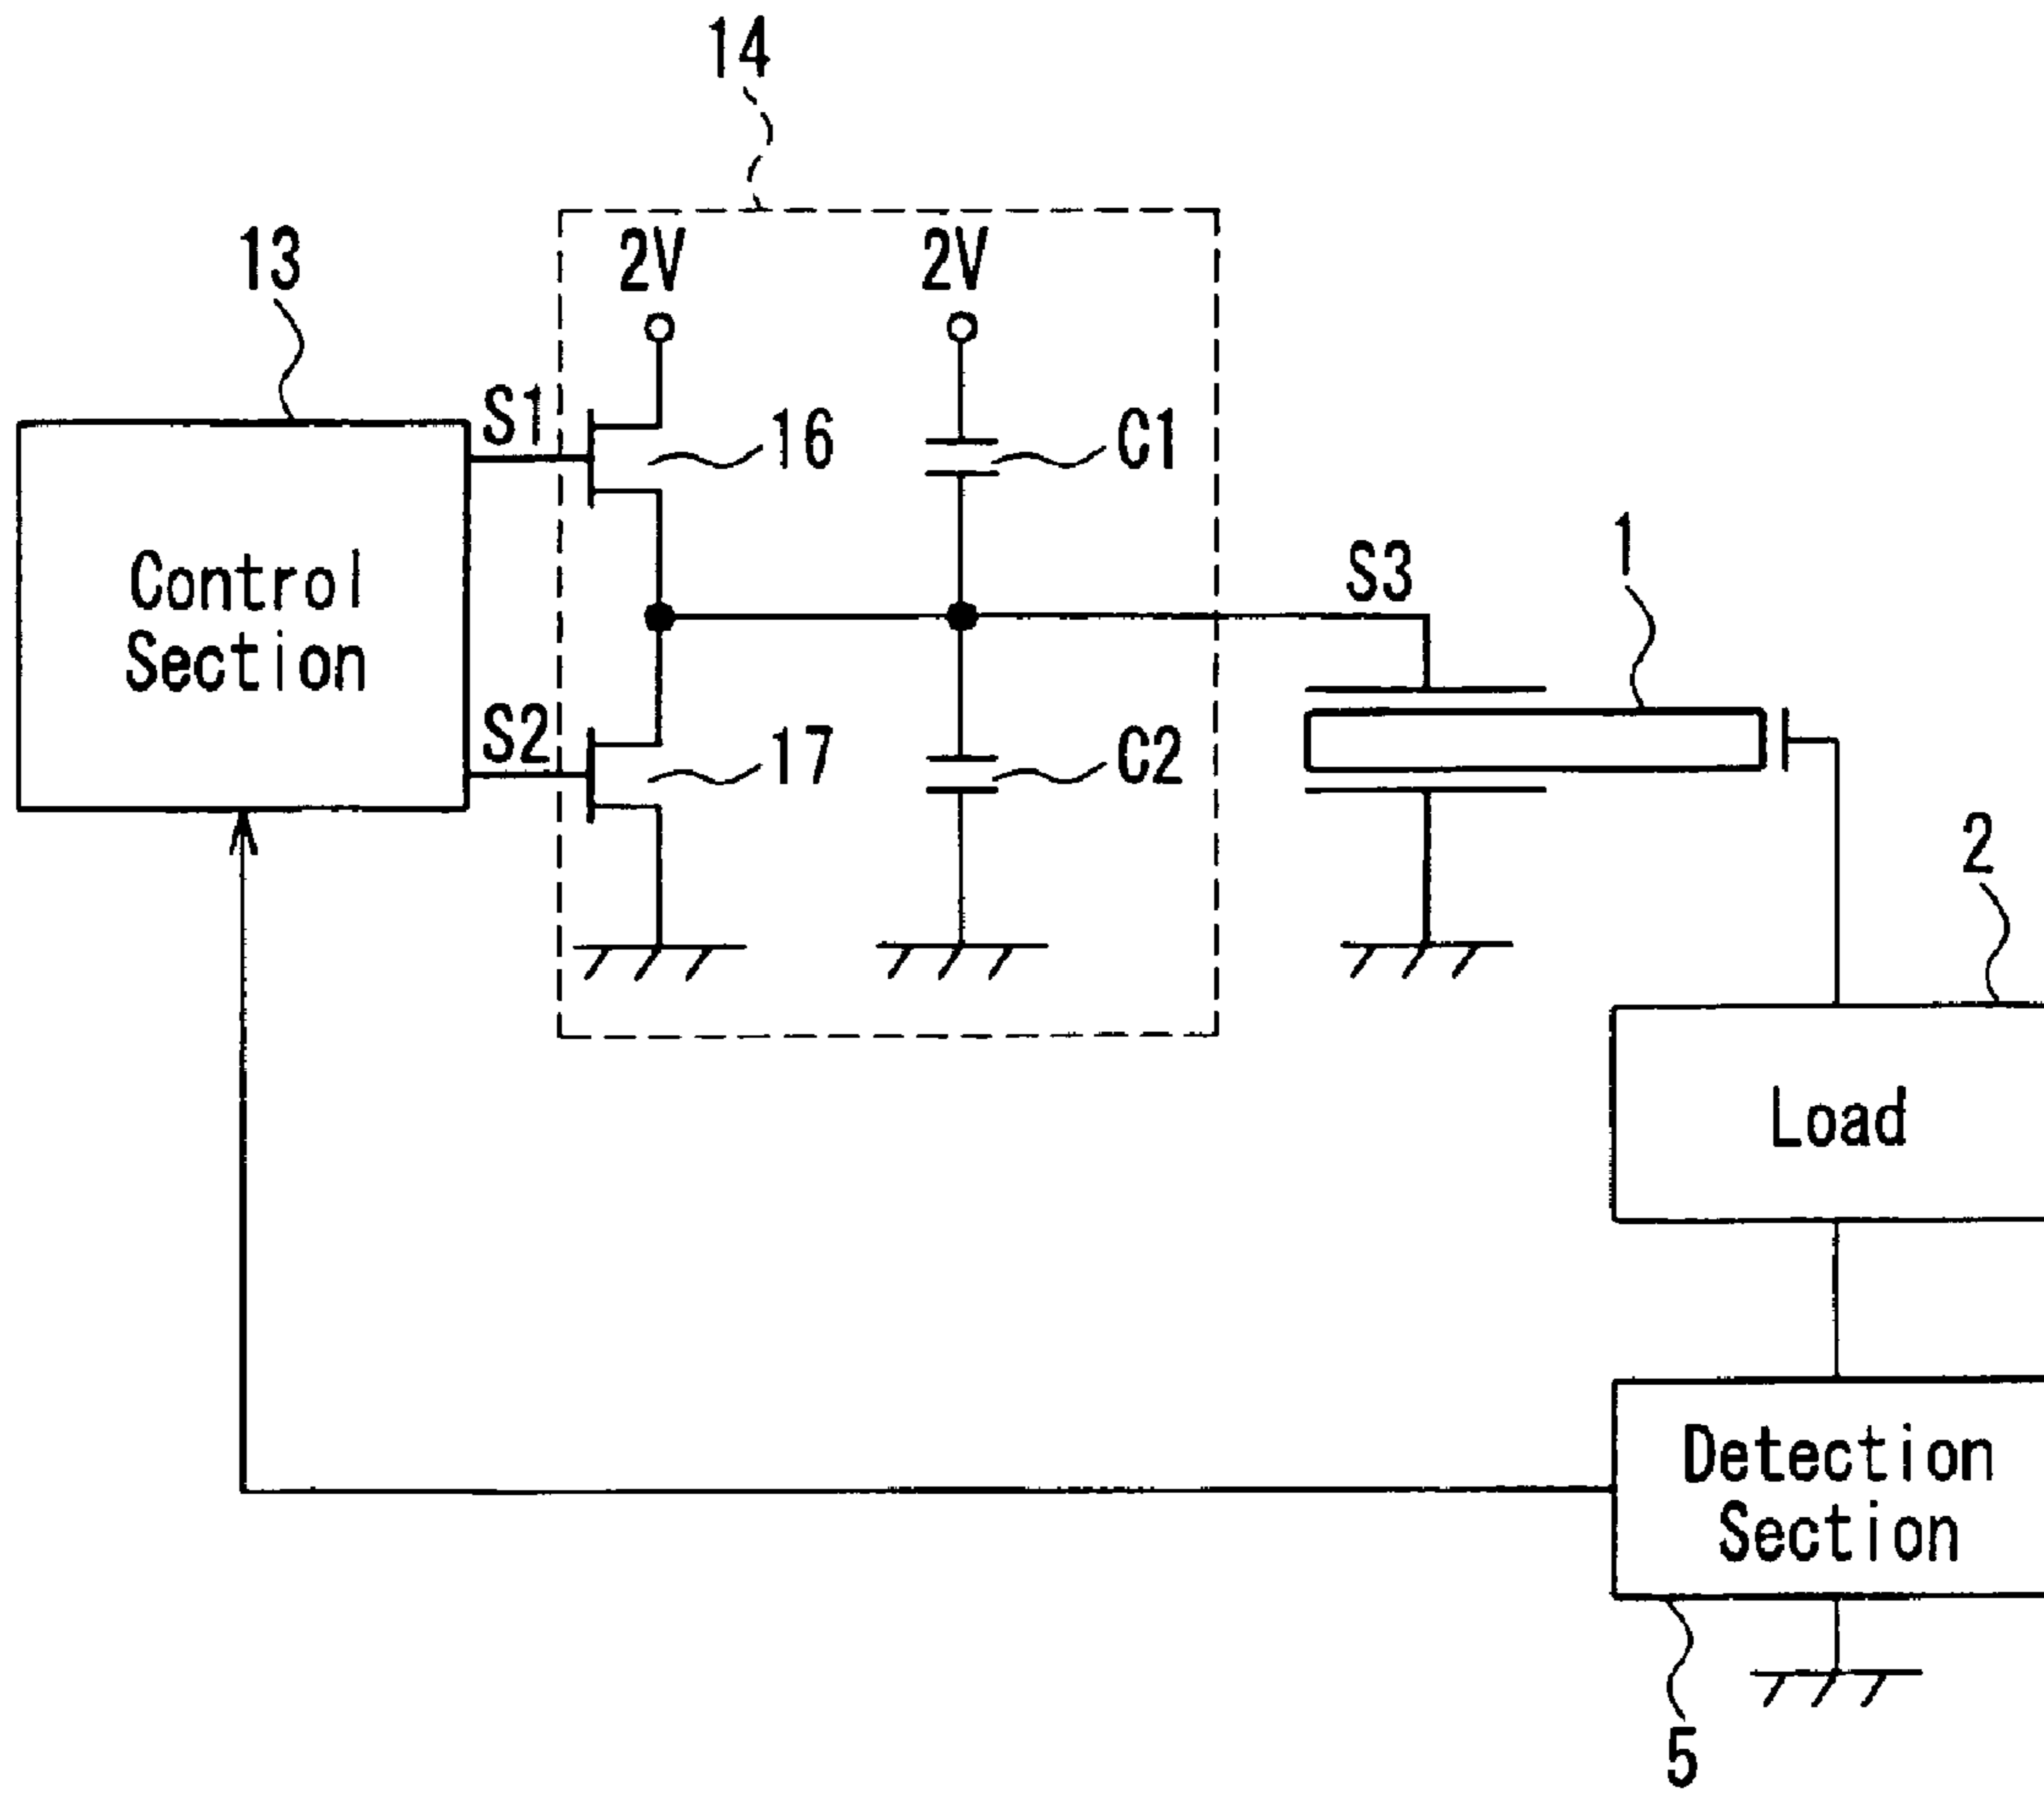 14
13
2V
2V
S1
16
C1
Control
Section
S3
1
S2
17
C2
2
Load
Detection
Section
5